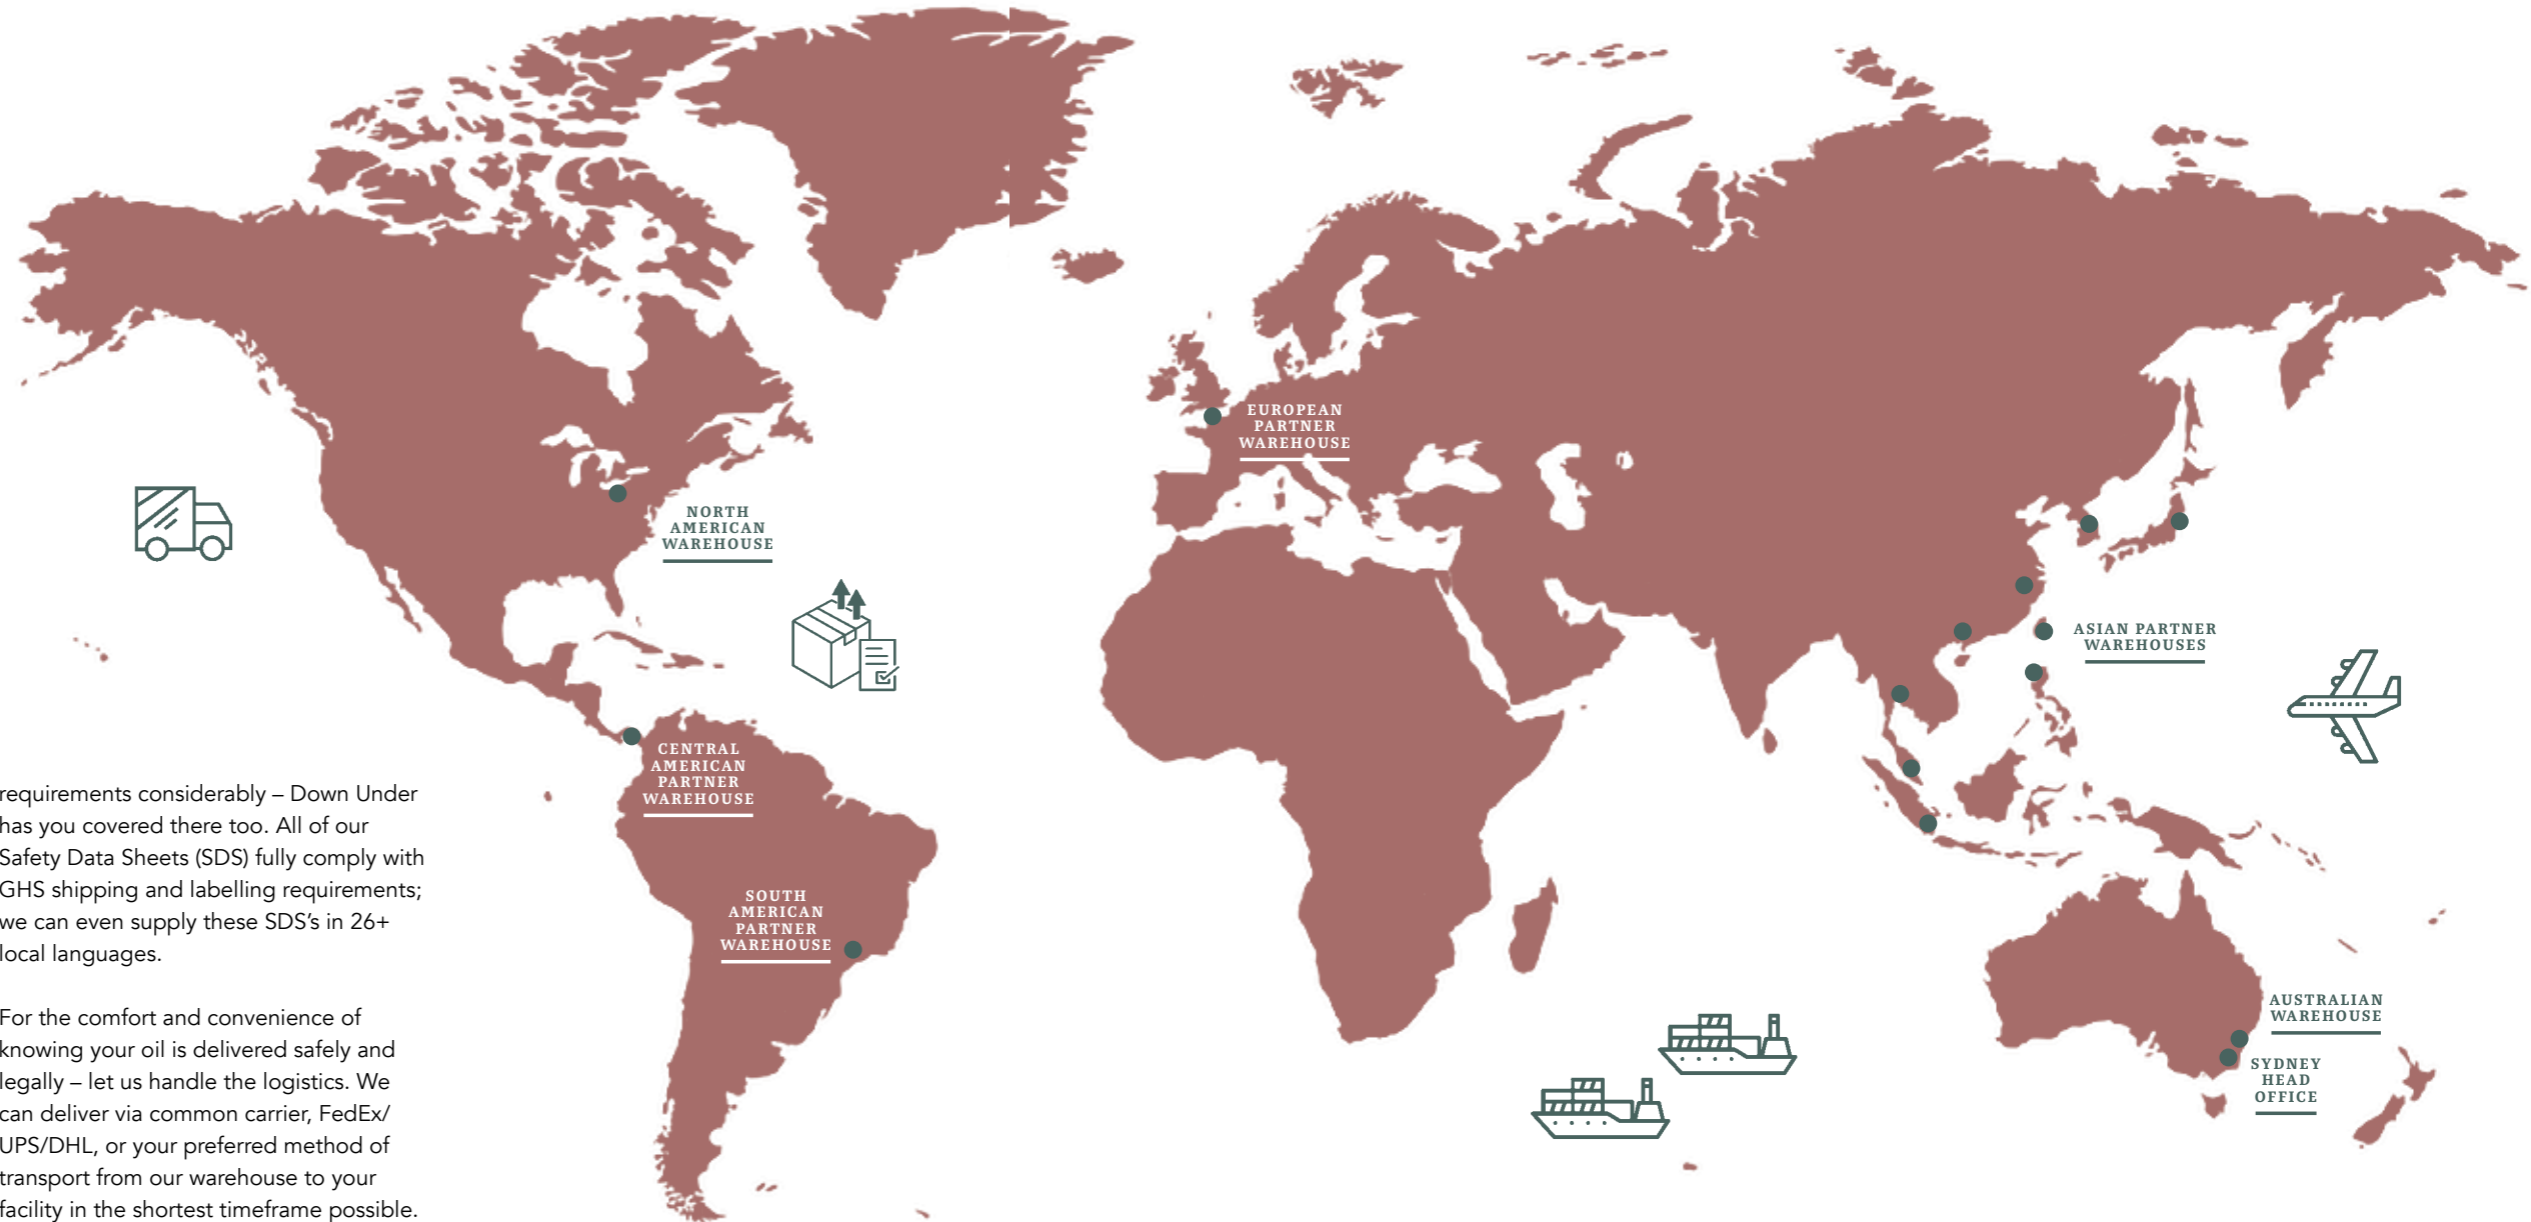 EUROPEAN
PARTNER
WAREHOUSE
NORTH
AMERICAN
WAREHOUSE
ASIAN PARTNER
WAREHOUSES
CENTRAL
AMERICAN
PARTNER
WAREHOUSE
requirements considerably – Down Under
has you covered there too. All of our
Safety Data Sheets (SDS) fully comply with
GHS shipping and labelling requirements;
we can even supply these SDS’s in 26+
local languages.
For the comfort and convenience of
knowing your oil is delivered safely and
legally – let us handle the logistics. We
can deliver via common carrier, FedEx/
UPS/DHL, or your preferred method of
transport from our warehouse to your
facility in the shortest timeframe possible.
SOUTH
AMERICAN
PARTNER
WAREHOUSE
AUSTRALIAN
WAREHOUSE
SYDNEY
HEAD
OFFICE